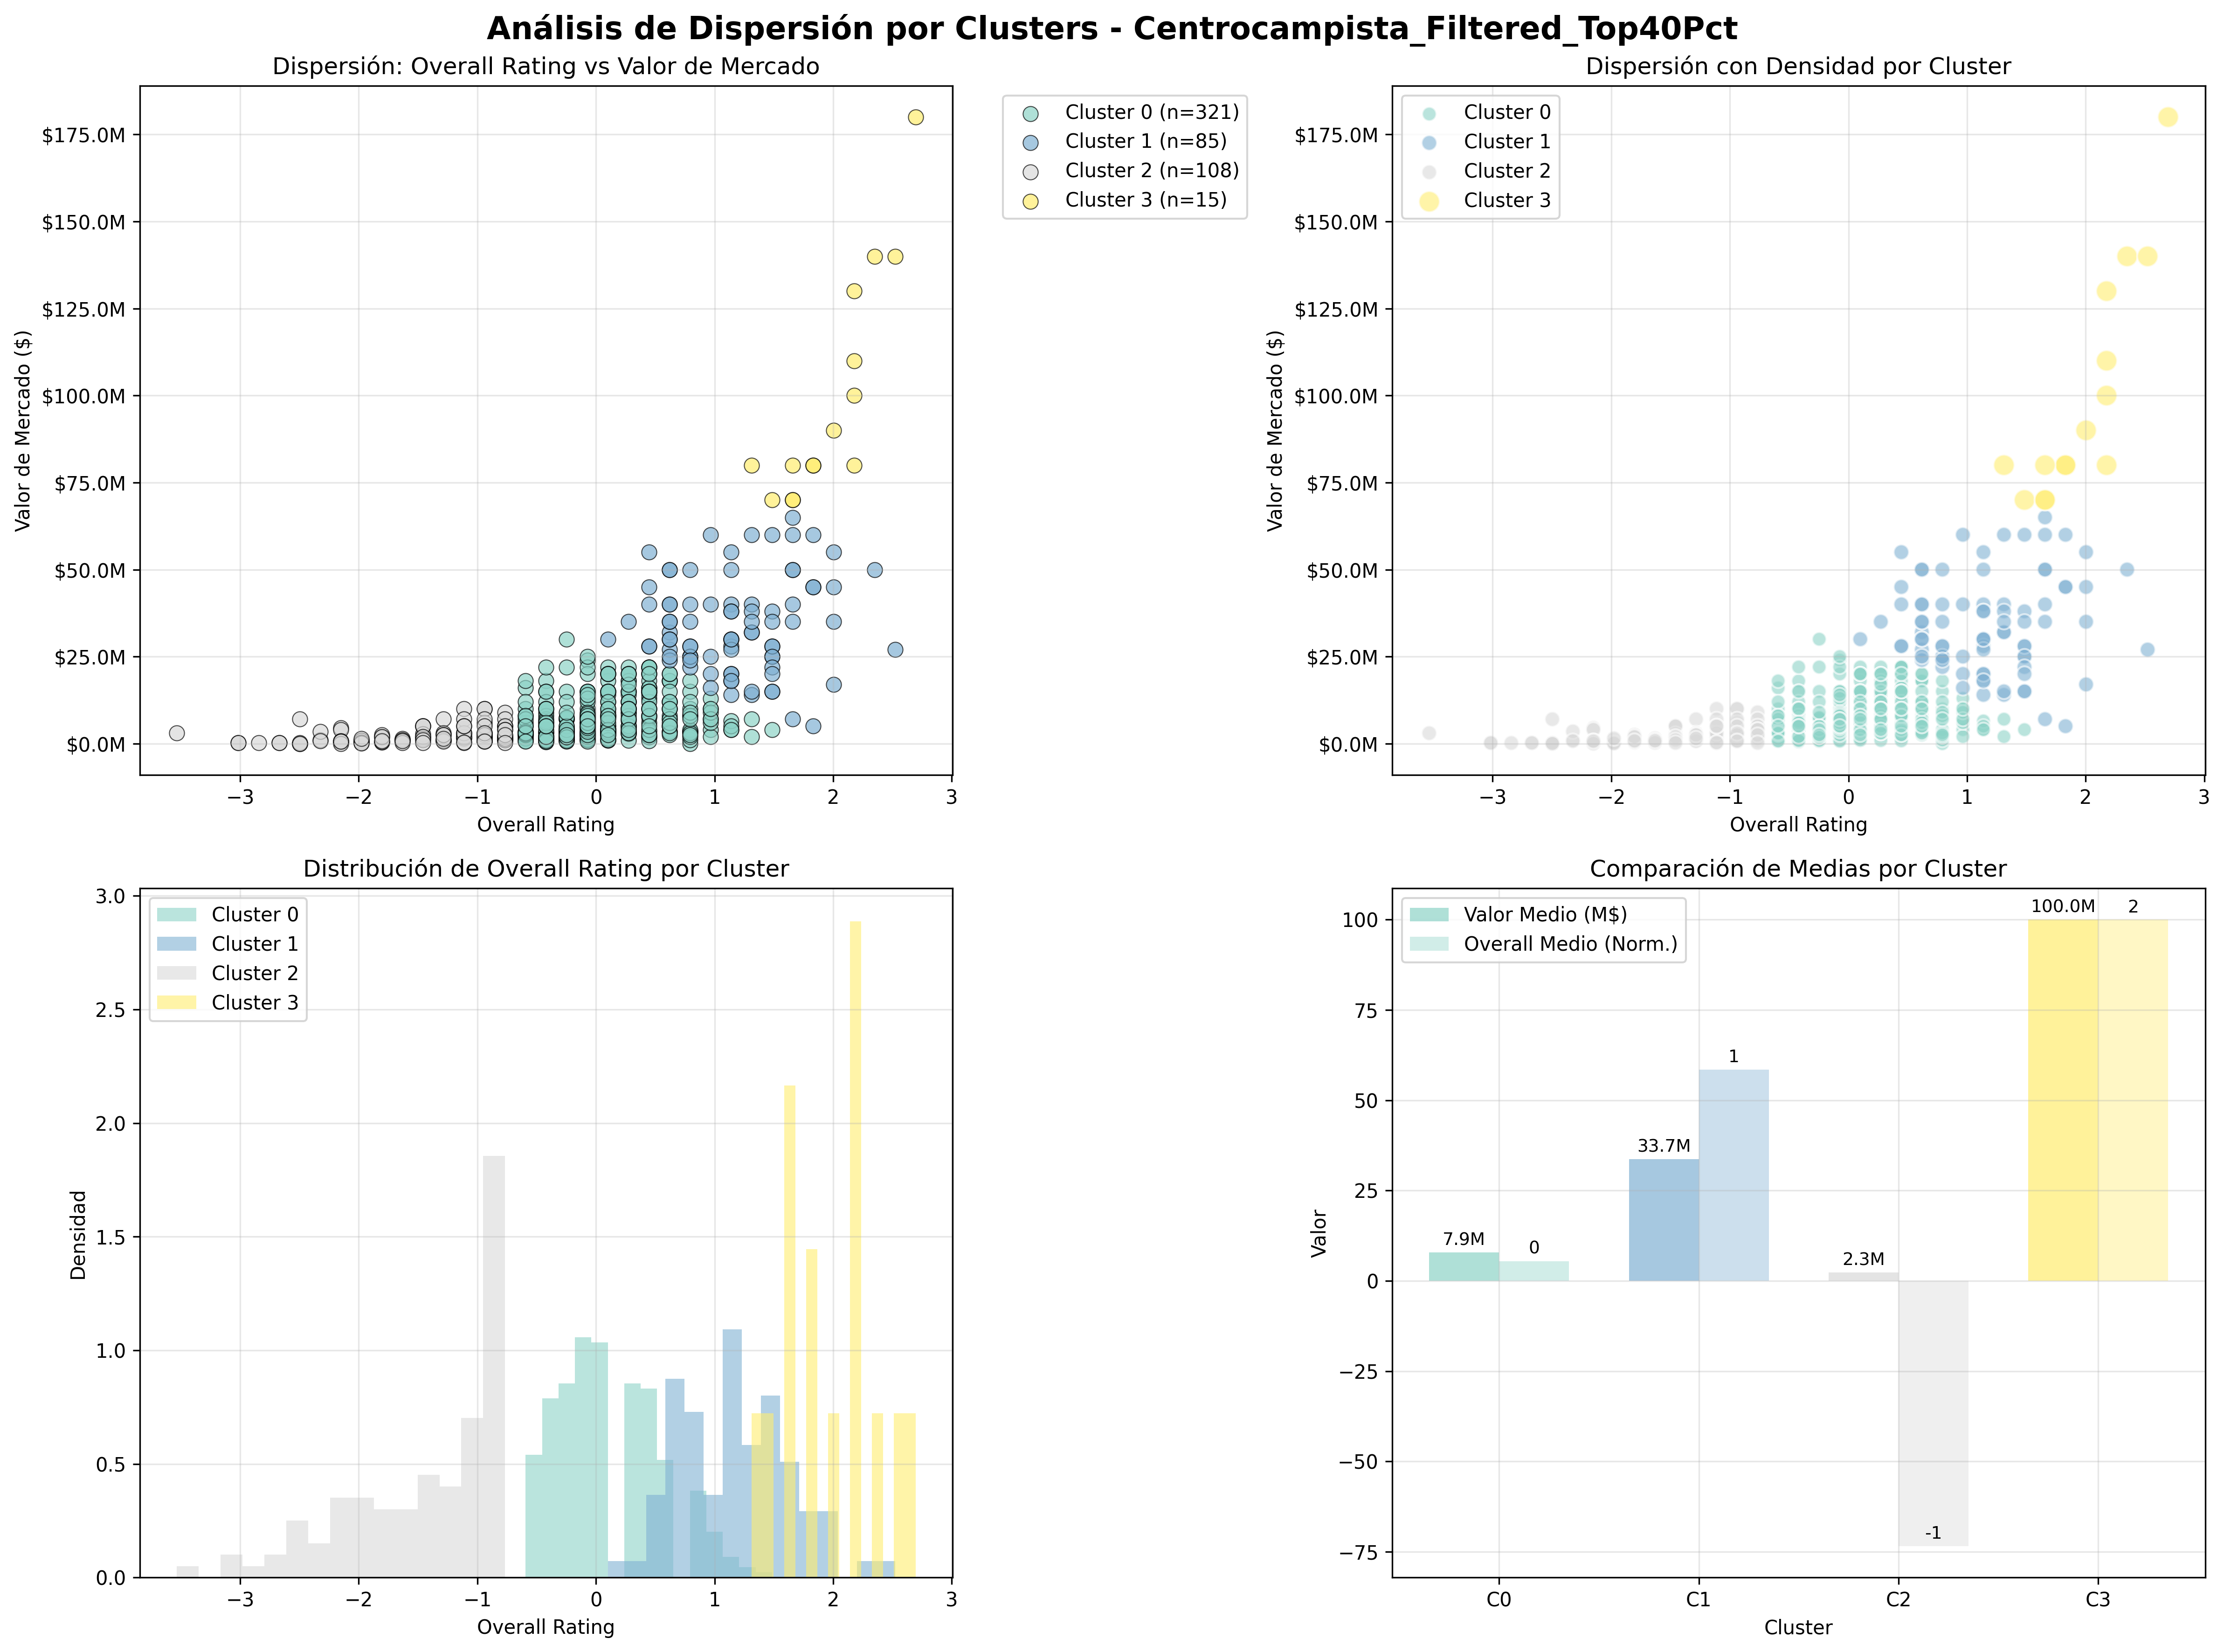 Análisis de Dispersión por Clusters - Centrocampista_Filtered_Top40Pct
Dispersión: Overall Rating vs Valor de Mercado
$175.0M
$150.0M
$125.0M
$100.0M
$75.0M
$50.0M
$25.0M
$0.0M
Valor de Mercado ($)
−3 −2 −1 0 1 2 3
Overall Rating
Cluster 0 (n=321)
Cluster 1 (n=85)
Cluster 2 (n=108)
Cluster 3 (n=15)
Dispersión con Densidad por Cluster
Cluster 0
Cluster 1
Cluster 2
Cluster 3
$175.0M
$150.0M
$125.0M
$100.0M
$75.0M
$50.0M
$25.0M
$0.0M
Valor de Mercado ($)
−3 −2 −1 0 1 2 3
Overall Rating
Distribución de Overall Rating por Cluster
Cluster 0
Cluster 1
Cluster 2
Cluster 3
3.0
2.5
2.0
1.5
1.0
0.5
0.0
Densidad
−3 −2 −1 0 1 2 3
Overall Rating
Comparación de Medias por Cluster
Valor Medio (M$)
Overall Medio (Norm.)
100
75
50
25
0
−25
−50
−75
Valor
7.9M
0
33.7M
1
2.3M
-1
100.0M
2
C0 C1 C2 C3
Cluster